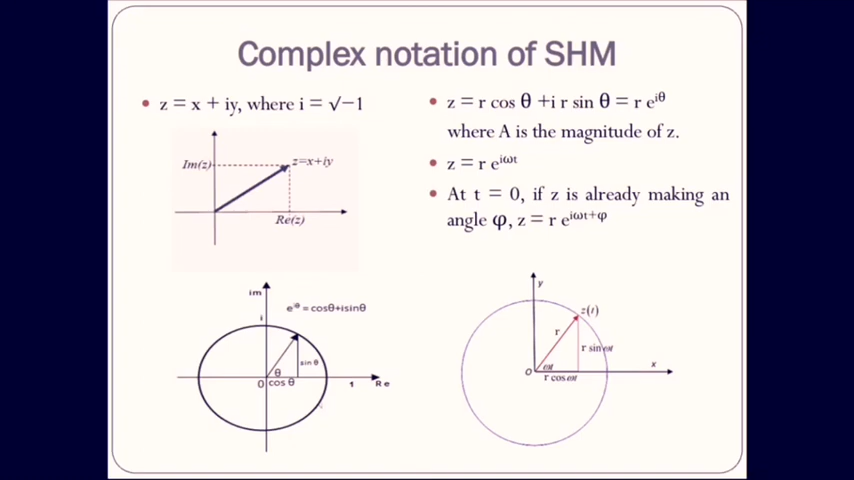 Complex notation of SHM
• z = x + iy, where i = √−1
Im(z)
z=x+iy
Re(z)
• z = r cos θ +i r sin θ = r e^iθ
where A is the magnitude of z.
• z = r e^iωt
• At t = 0, if z is already making an
angle φ, z = r e^iωt+φ
im
e^iθ = cosθ+isinθ
i
θ
sin θ
0 cos θ
1
Re
y
z(t)
r
r sin ωt
ωt
O
r cos ωt
x